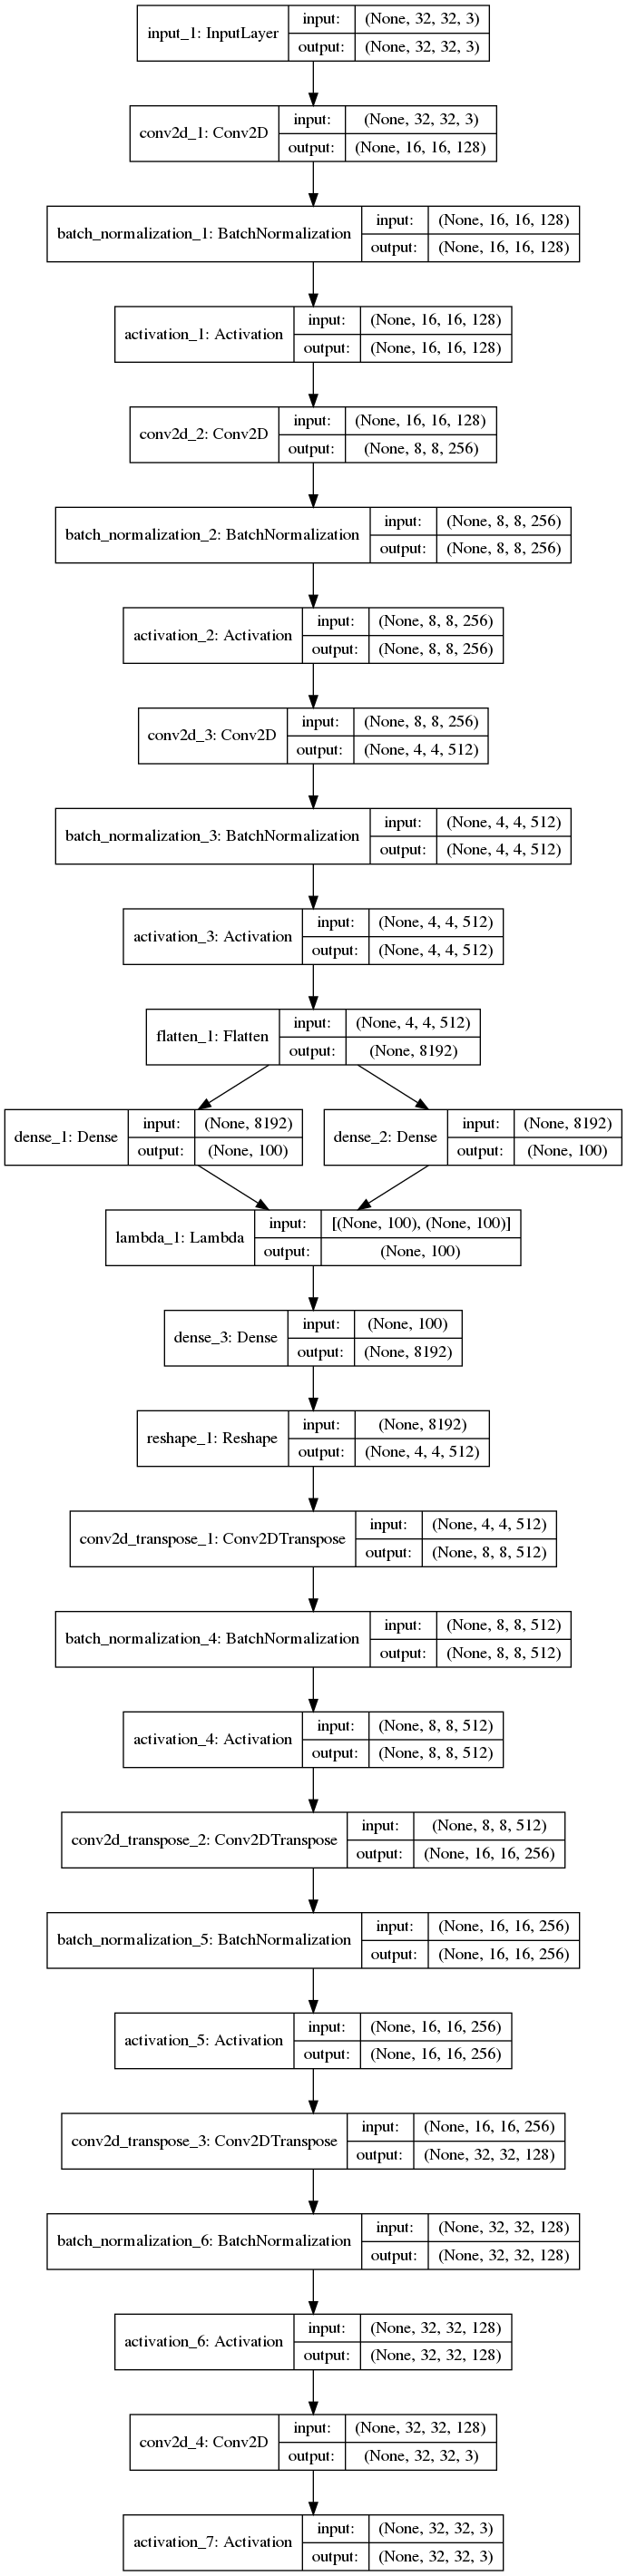 input_1: InputLayer
input: (None, 32, 32, 3)
output: (None, 32, 32, 3)
conv2d_1: Conv2D
input: (None, 32, 32, 3)
output: (None, 16, 16, 128)
batch_normalization_1: BatchNormalization
input: (None, 16, 16, 128)
output: (None, 16, 16, 128)
activation_1: Activation
input: (None, 16, 16, 128)
output: (None, 16, 16, 128)
conv2d_2: Conv2D
input: (None, 16, 16, 128)
output: (None, 8, 8, 256)
batch_normalization_2: BatchNormalization
input: (None, 8, 8, 256)
output: (None, 8, 8, 256)
activation_2: Activation
input: (None, 8, 8, 256)
output: (None, 8, 8, 256)
conv2d_3: Conv2D
input: (None, 8, 8, 256)
output: (None, 4, 4, 512)
batch_normalization_3: BatchNormalization
input: (None, 4, 4, 512)
output: (None, 4, 4, 512)
activation_3: Activation
input: (None, 4, 4, 512)
output: (None, 4, 4, 512)
flatten_1: Flatten
input: (None, 4, 4, 512)
output: (None, 8192)
dense_1: Dense
input: (None, 8192)
output: (None, 100)
dense_2: Dense
input: (None, 8192)
output: (None, 100)
lambda_1: Lambda
input: [(None, 100), (None, 100)]
output: (None, 100)
dense_3: Dense
input: (None, 100)
output: (None, 8192)
reshape_1: Reshape
input: (None, 8192)
output: (None, 4, 4, 512)
conv2d_transpose_1: Conv2DTranspose
input: (None, 4, 4, 512)
output: (None, 8, 8, 512)
batch_normalization_4: BatchNormalization
input: (None, 8, 8, 512)
output: (None, 8, 8, 512)
activation_4: Activation
input: (None, 8, 8, 512)
output: (None, 8, 8, 512)
conv2d_transpose_2: Conv2DTranspose
input: (None, 8, 8, 512)
output: (None, 16, 16, 256)
batch_normalization_5: BatchNormalization
input: (None, 16, 16, 256)
output: (None, 16, 16, 256)
activation_5: Activation
input: (None, 16, 16, 256)
output: (None, 16, 16, 256)
conv2d_transpose_3: Conv2DTranspose
input: (None, 16, 16, 256)
output: (None, 32, 32, 128)
batch_normalization_6: BatchNormalization
input: (None, 32, 32, 128)
output: (None, 32, 32, 128)
activation_6: Activation
input: (None, 32, 32, 128)
output: (None, 32, 32, 128)
conv2d_4: Conv2D
input: (None, 32, 32, 128)
output: (None, 32, 32, 3)
activation_7: Activation
input: (None, 32, 32, 3)
output: (None, 32, 32, 3)